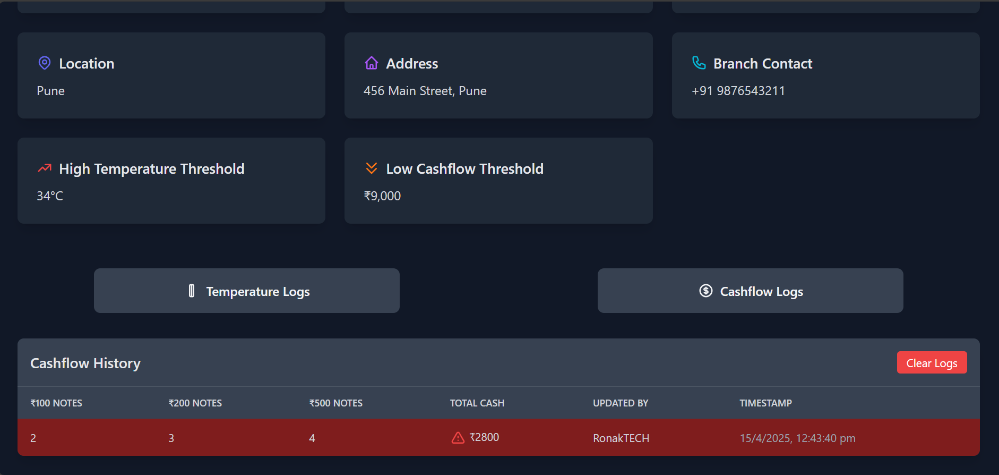 Location
Pune
Address
456 Main Street, Pune
Branch Contact
+91 9876543211
High Temperature Threshold
34°C
Low Cashflow Threshold
₹9,000
Temperature Logs
Cashflow Logs
Cashflow History
Clear Logs
₹100 NOTES ₹200 NOTES ₹500 NOTES TOTAL CASH UPDATED BY TIMESTAMP
2 3 4 ₹2800 RonakTECH 15/4/2025, 12:43:40 pm